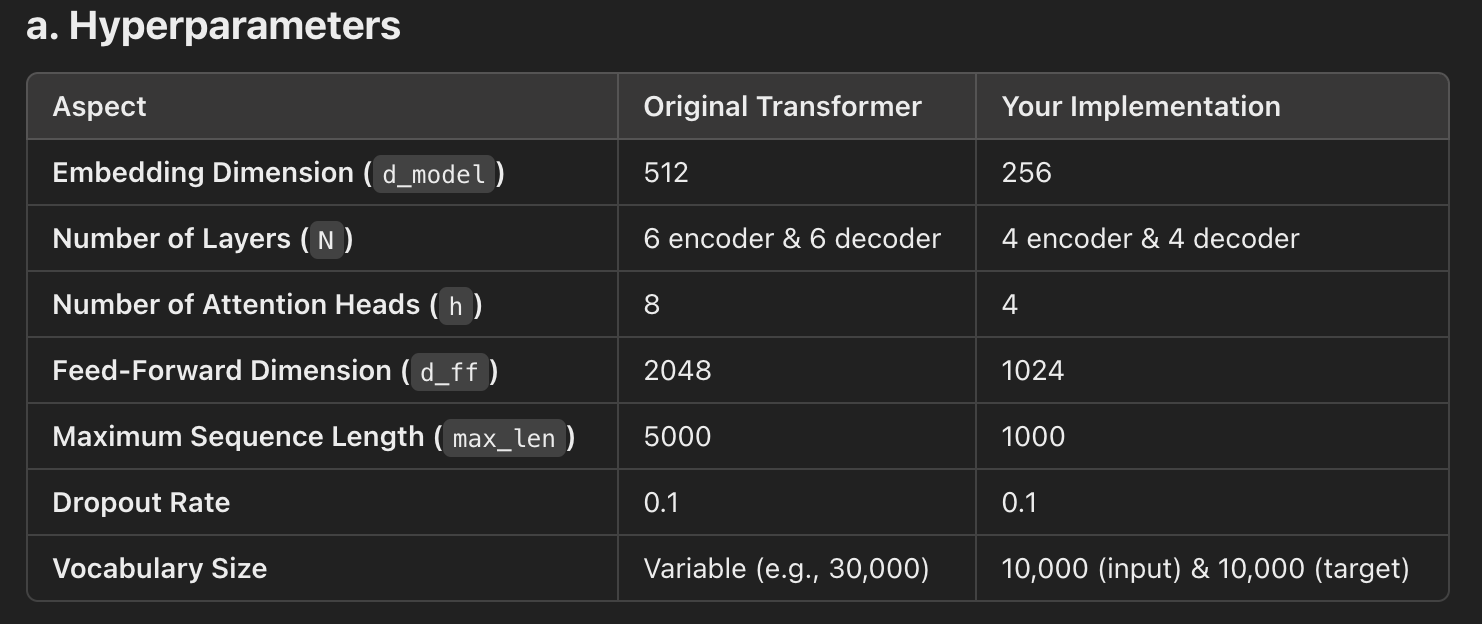 a. Hyperparameters
Aspect Original Transformer Your Implementation
Embedding Dimension (d_model) 512 256
Number of Layers (N) 6 encoder & 6 decoder 4 encoder & 4 decoder
Number of Attention Heads (h) 8 4
Feed-Forward Dimension (d_ff) 2048 1024
Maximum Sequence Length (max_len) 5000 1000
Dropout Rate 0.1 0.1
Vocabulary Size Variable (e.g., 30,000) 10,000 (input) & 10,000 (target)